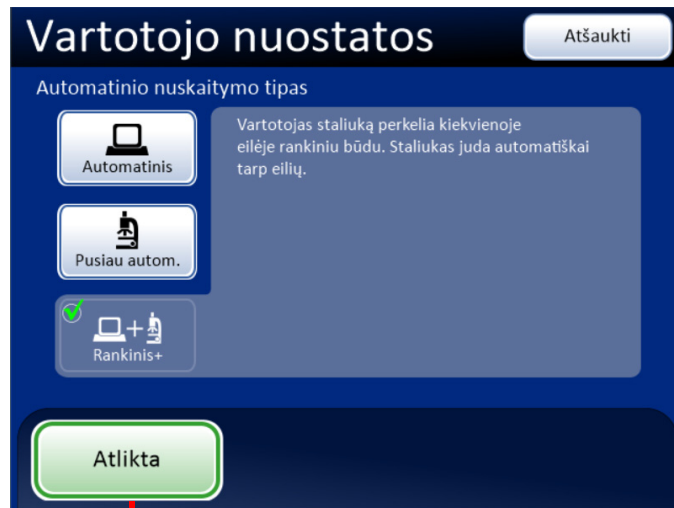 Vartotojo nuostatos
Atšaukti
Automatinio nuskaitymo tipas
Automatinis
Vartotojas staliuką perkelia kiekvienoje
eilėje rankiniu būdu. Staliukas juda automatiškai
tarp eilių.
Pusiau autom.
Rankinis+
Atlikta